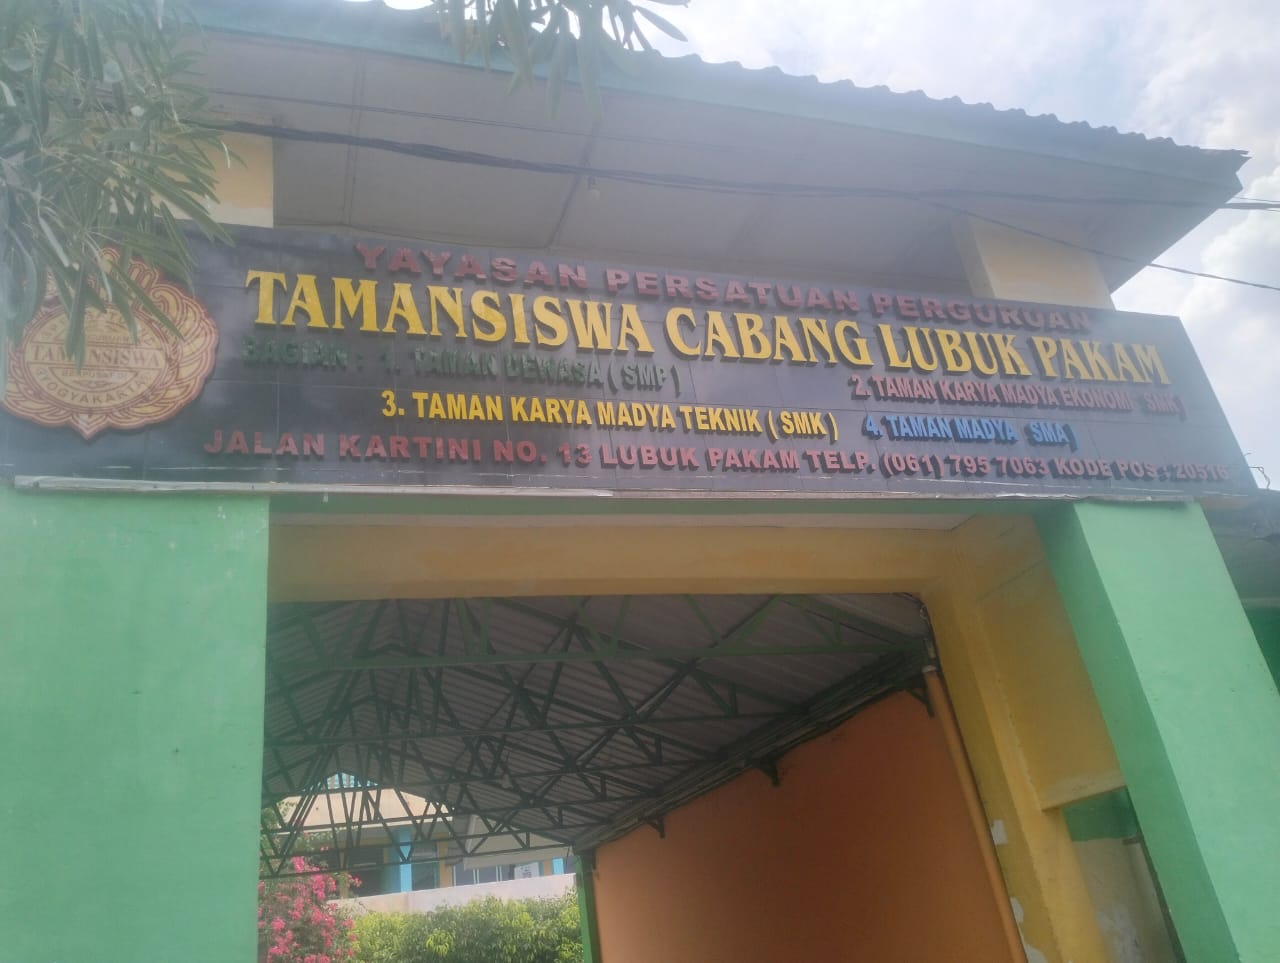 YAYASAN PERSATUAN PERGURUAN
TAMANSISWA CABANG LUBUK PAKAM
BAGIAN : 1. TAMAN DEWASA ( SMP )
2. TAMAN KARYA MADYA EKONOMI SMK )
3. TAMAN KARYA MADYA TEKNIK ( SMK )
4. TAMAN MADYA SMA )
JALAN KARTINI NO. 13 LUBUK PAKAM TELP. (061) 795 7063 KODE POS : 20516
TAMANSISWA
YOGYAKARTA